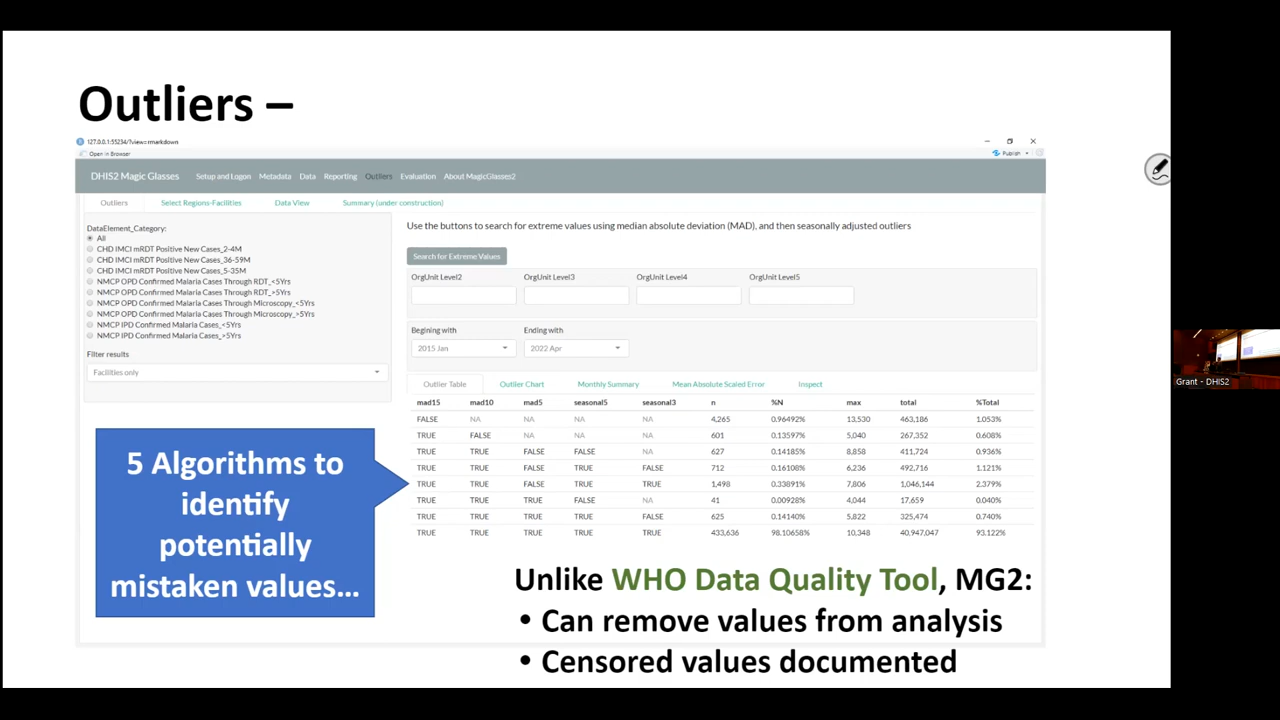 Outliers –
127.0.0.1:55234/?view=rmarkdown
Open in Browser
Publish
DHIS2 Magic Glasses Setup and Logon Metadata Data Reporting Outliers Evaluation About MagicGlasses2
Outliers Select Regions-Facilities Data View Summary (under construction)
DataElement_Category:
All
CHD IMCI mRDT Positive New Cases_2-4M
CHD IMCI mRDT Positive New Cases_36-59M
CHD IMCI mRDT Positive New Cases_5-35M
NMCP OPD Confirmed Malaria Cases Through RDT_<5Yrs
NMCP OPD Confirmed Malaria Cases Through RDT_>5Yrs
NMCP OPD Confirmed Malaria Cases Through Microscopy_<5Yrs
NMCP OPD Confirmed Malaria Cases Through Microscopy_>5Yrs
NMCP IPD Confirmed Malaria Cases_<5Yrs
NMCP IPD Confirmed Malaria Cases_>5Yrs
Filter results
Facilities only
Use the buttons to search for extreme values using median absolute deviation (MAD), and then seasonally adjusted outliers
Search for Extreme Values
OrgUnit Level2 OrgUnit Level3 OrgUnit Level4 OrgUnit Level5
Begining with Ending with
2015 Jan 2022 Apr
Outlier Table Outlier Chart Monthly Summary Mean Absolute Scaled Error Inspect
mad15 mad10 mad5 seasonal5 seasonal3 n %N max total %Total
FALSE NA NA NA NA 4,265 0.96492% 13,530 463,186 1.053%
TRUE FALSE NA NA NA 601 0.13597% 5,040 267,352 0.608%
TRUE TRUE FALSE FALSE NA 627 0.14185% 8,858 411,724 0.936%
TRUE TRUE FALSE TRUE FALSE 712 0.16108% 6,236 492,716 1.121%
TRUE TRUE FALSE TRUE TRUE 1,498 0.33891% 7,806 1,046,144 2.379%
TRUE TRUE TRUE FALSE NA 41 0.00928% 4,044 17,659 0.040%
TRUE TRUE TRUE TRUE FALSE 625 0.14140% 5,822 325,474 0.740%
TRUE TRUE TRUE TRUE TRUE 433,636 98.10658% 10,348 40,947,047 93.122%
5 Algorithms to
identify
potentially
mistaken values...
Unlike WHO Data Quality Tool, MG2:
• Can remove values from analysis
• Censored values documented
Grant - DHIS2